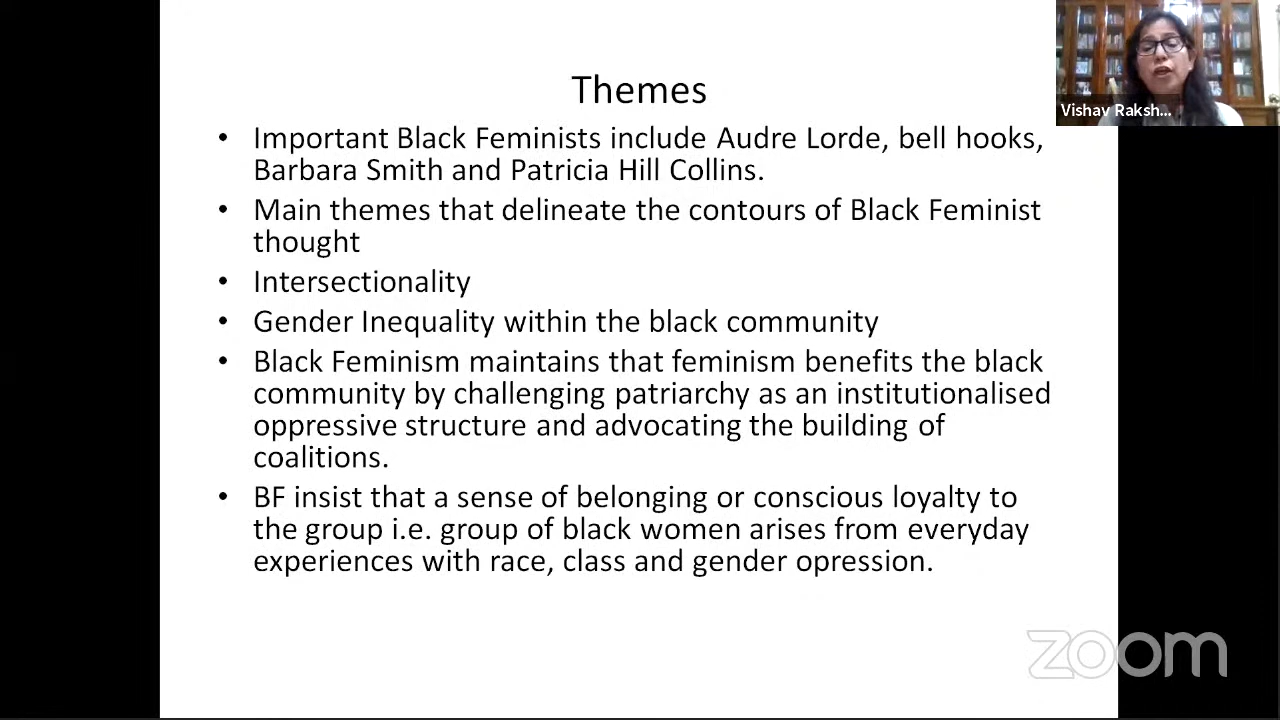 Themes
• Important Black Feminists include Audre Lorde, bell hooks,
Barbara Smith and Patricia Hill Collins.
• Main themes that delineate the contours of Black Feminist
thought
• Intersectionality
• Gender Inequality within the black community
• Black Feminism maintains that feminism benefits the black
community by challenging patriarchy as an institutionalised
oppressive structure and advocating the building of
coalitions.
• BF insist that a sense of belonging or conscious loyalty to
the group i.e. group of black women arises from everyday
experiences with race, class and gender opression.
Vishav Raksh...
zoom